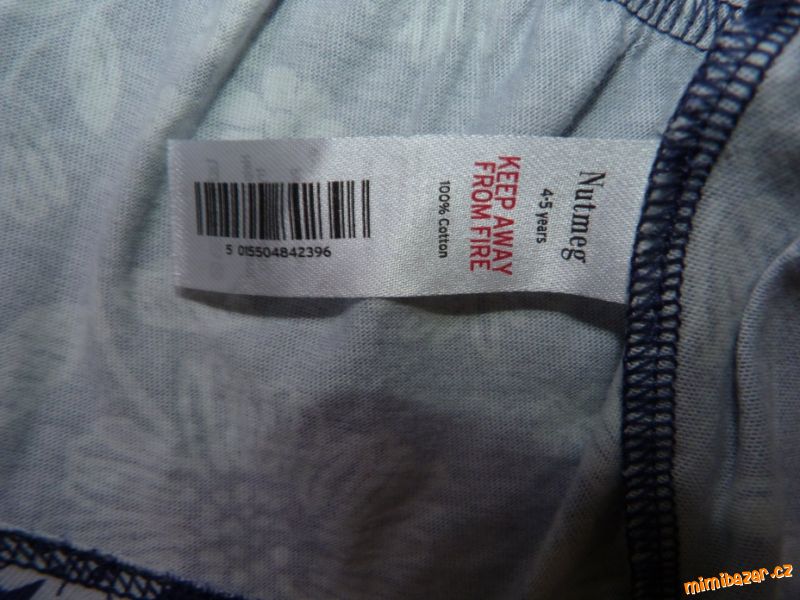 Nutmeg
4-5 years
KEEP AWAY
FROM FIRE
100% Cotton
5 015504842396
mimibazar.cz